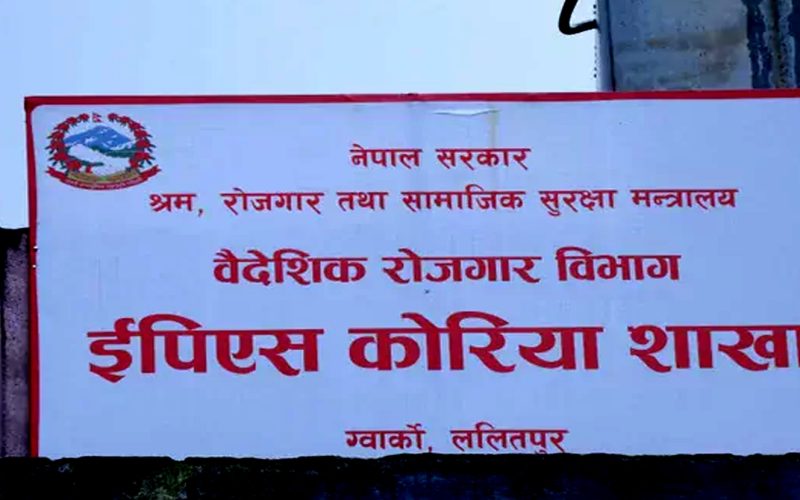 नेपाल सरकार
श्रम, रोजगार तथा सामाजिक सुरक्षा मन्त्रालय
वैदेशिक रोजगार विभाग
ईपिएस कोरिया शाखा
ग्वार्को, ललितपुर